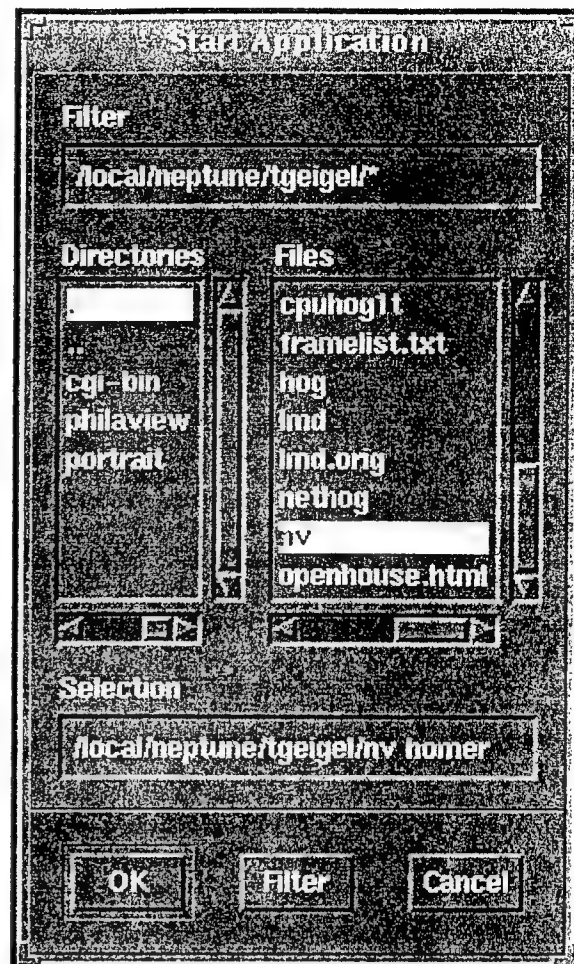 Start Application
Filter
/local/neptune/tgeigel/*
Directories
.
..
cgi-bin
philaview
portrait
Files
cpuhog1t
framelist.txt
hog
lmd
lmd.orig
nethog
nv
openhouse.html
Selection
/local/neptune/tgeigel/nv homer
OK
Filter
Cancel